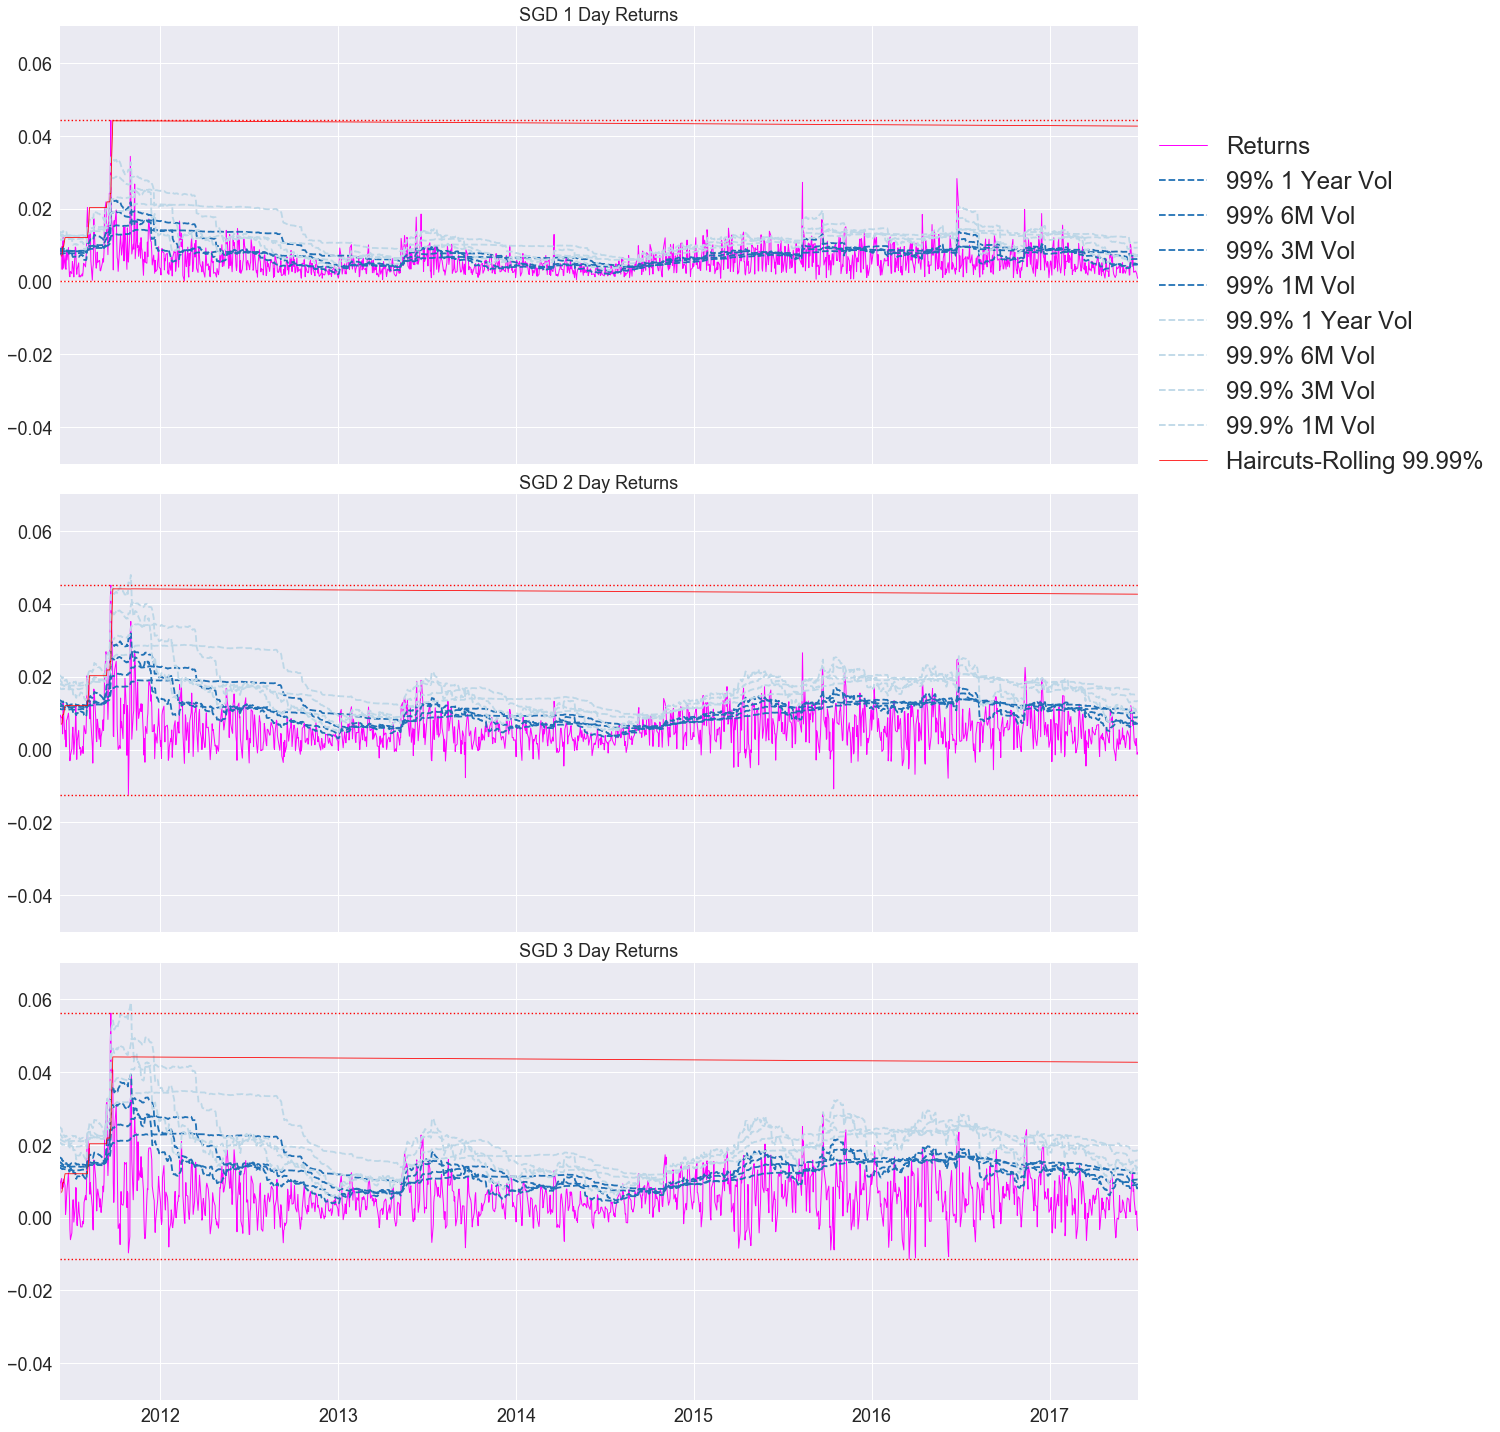 SGD 1 Day Returns
0.06
0.04
0.02
0.00
−0.02
−0.04
Returns
99% 1 Year Vol
99% 6M Vol
99% 3M Vol
99% 1M Vol
99.9% 1 Year Vol
99.9% 6M Vol
99.9% 3M Vol
99.9% 1M Vol
Haircuts-Rolling 99.99%
SGD 2 Day Returns
0.06
0.04
0.02
0.00
−0.02
−0.04
SGD 3 Day Returns
0.06
0.04
0.02
0.00
−0.02
−0.04
2012 2013 2014 2015 2016 2017